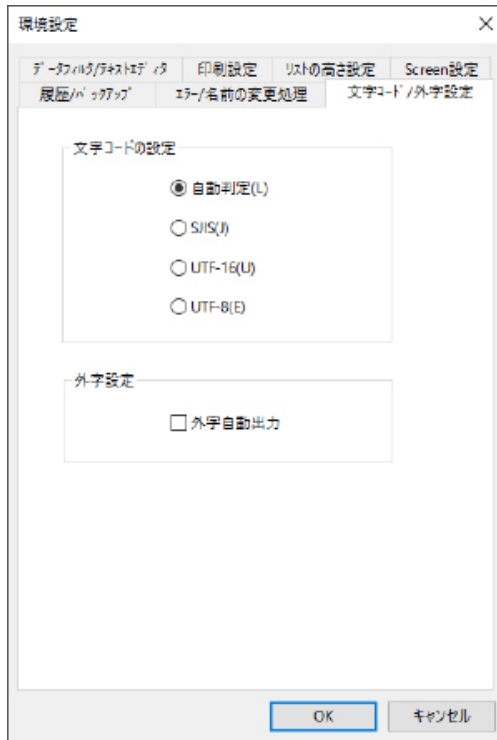 環境設定
ﾃﾞｰﾀﾌｨﾙﾀ/ﾃｷｽﾄｴﾃﾞｨﾀ 印刷設定 ﾘｽﾄの高さ設定 Screen設定
履歴/ﾊﾞｯｸｱｯﾌﾟ ｴﾗｰ/名前の変更処理 文字ｺｰﾄﾞ/外字設定
文字ｺｰﾄﾞの設定
自動判定(L)
SJIS(J)
UTF-16(U)
UTF-8(E)
外字設定
外字自動出力
OK ｷｬﾝｾﾙ